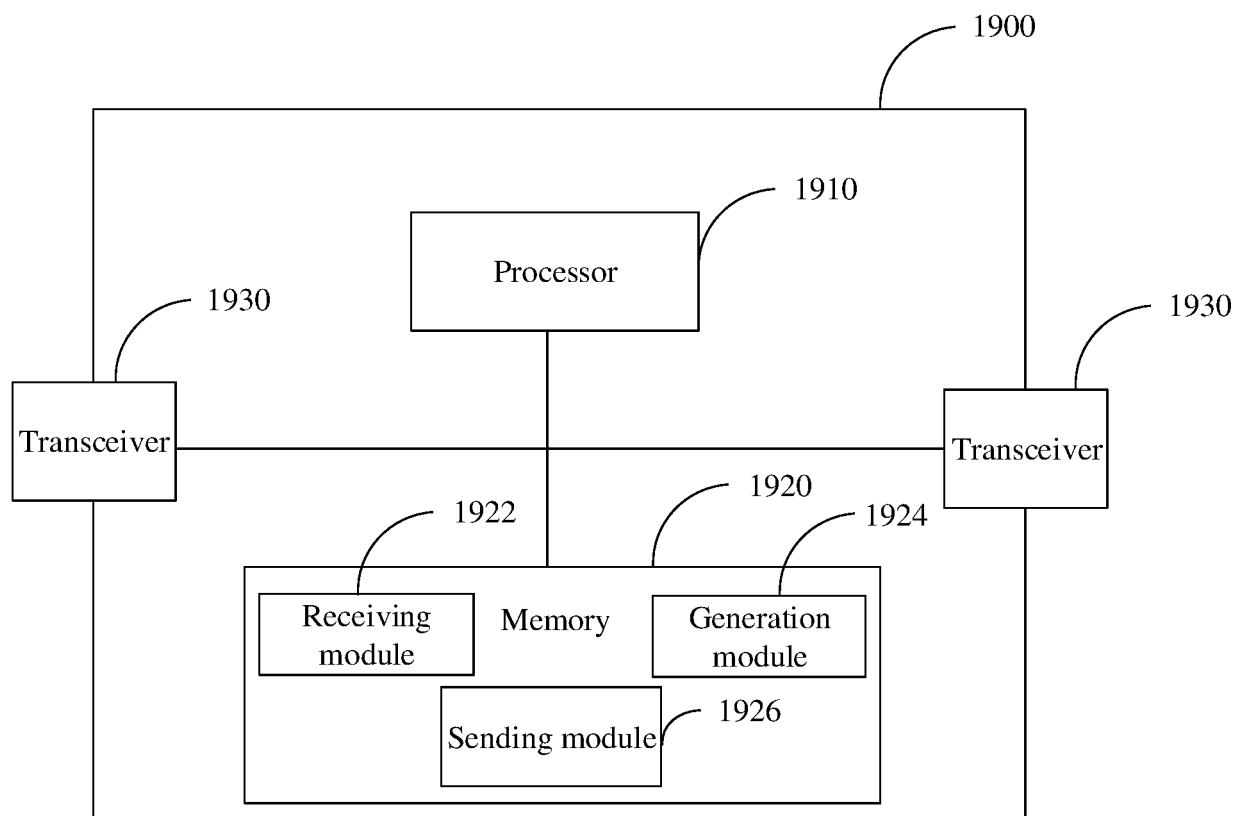 1900
1910
Processor
1930
1930
Transceiver
Transceiver
1920
1922
1924
Receiving
module
Memory
Generation
module
1926
Sending module